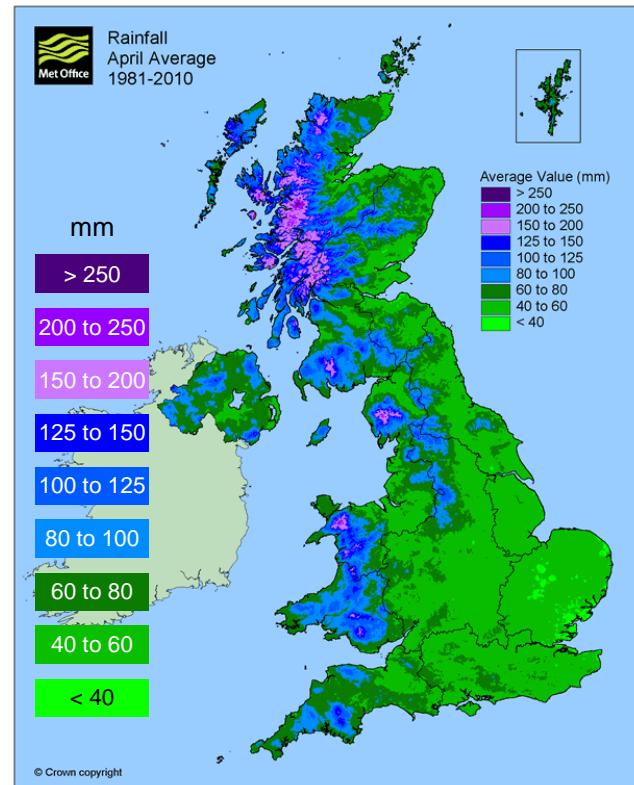 Met Office
Rainfall
April Average
1981-2010
Average Value (mm)
> 250
200 to 250
150 to 200
125 to 150
100 to 125
80 to 100
60 to 80
40 to 60
< 40
mm
> 250
200 to 250
150 to 200
125 to 150
100 to 125
80 to 100
60 to 80
40 to 60
< 40
© Crown copyright